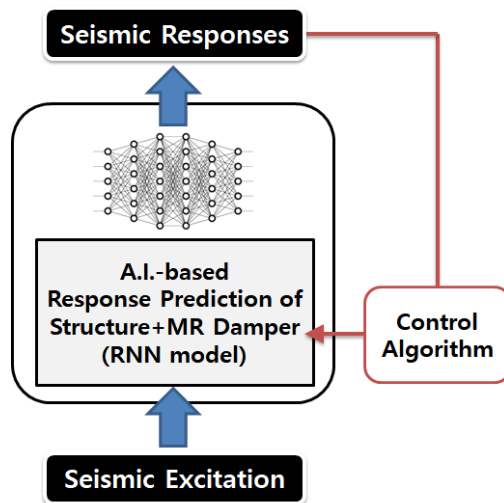 Seismic Responses
A.I.-based
Response Prediction of
Structure+MR Damper
(RNN model)
Control
Algorithm
Seismic Excitation